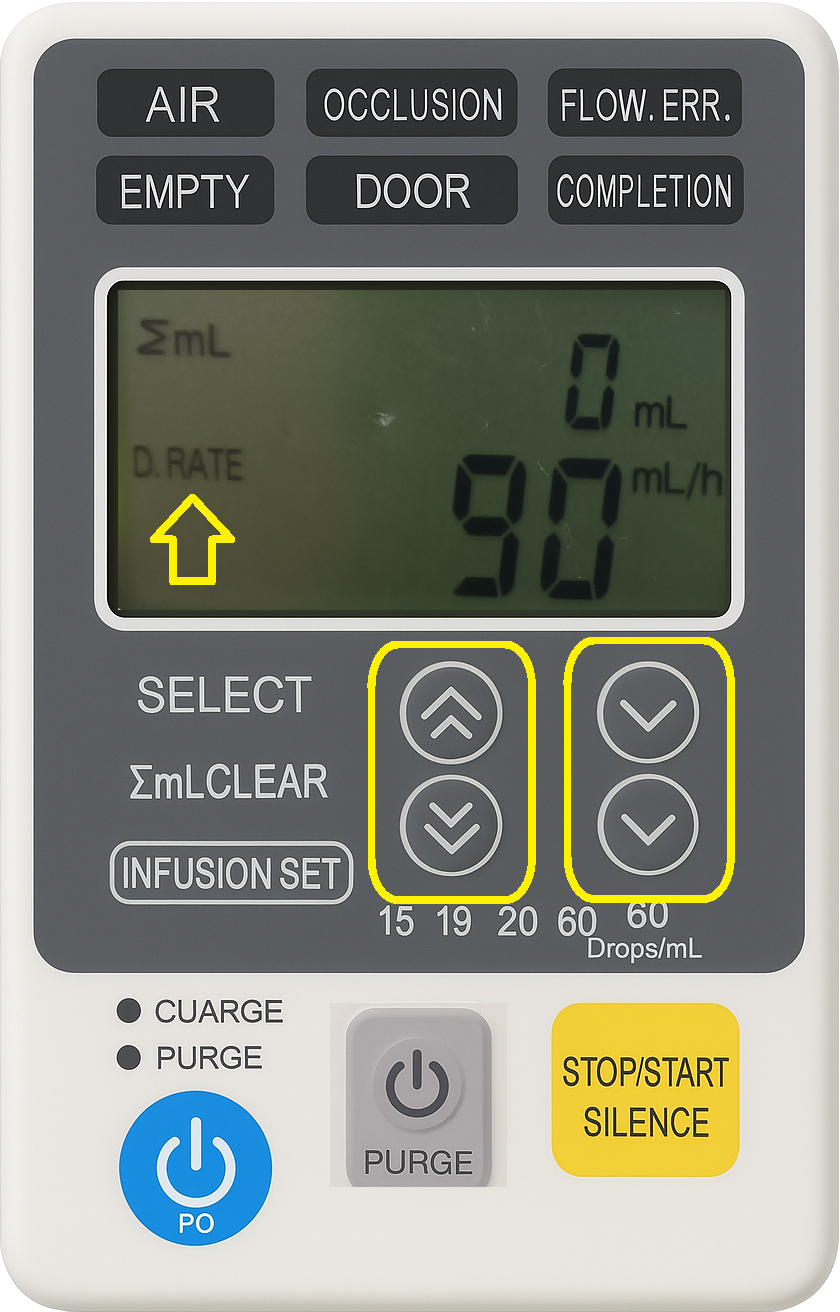 AIR OCCLUSION FLOW. ERR.
EMPTY DOOR COMPLETION
ΣmL
0 mL
D. RATE
90 mL/h
SELECT
ΣmLCLEAR
INFUSION SET
15 19 20 60 60
Drops/mL
CUARGE
PURGE
PURGE
PO
STOP/START
SILENCE